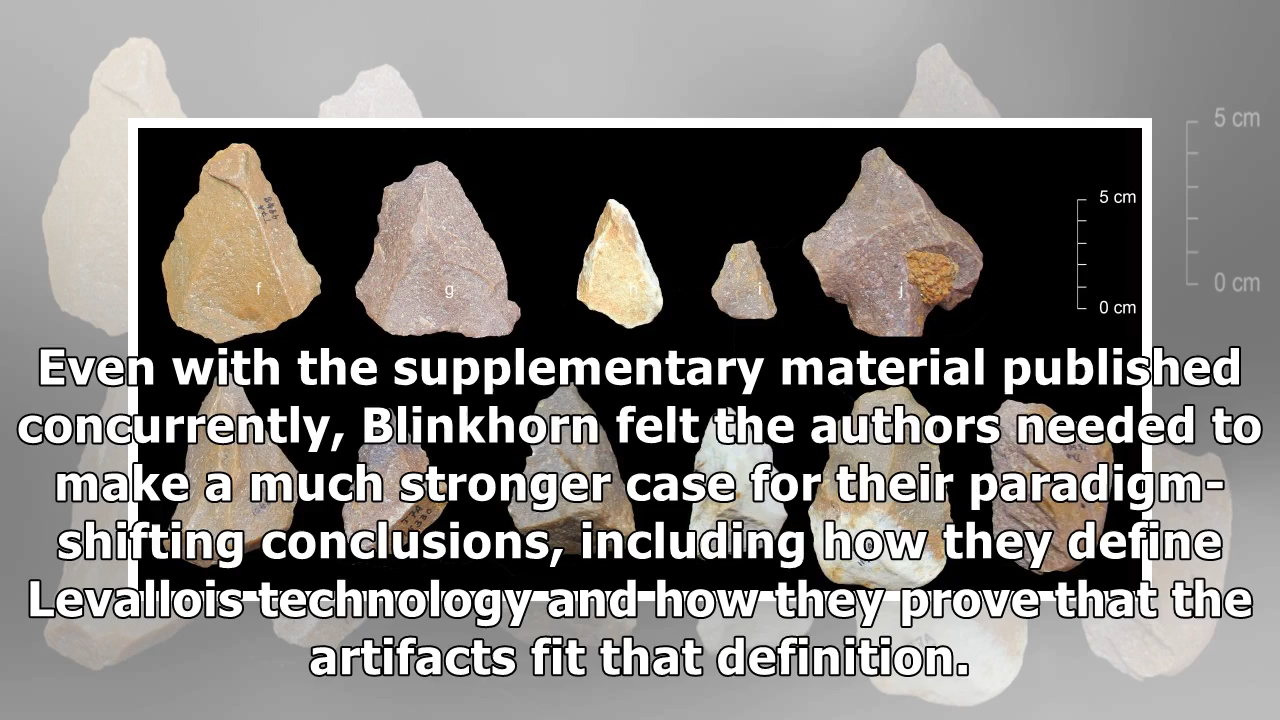 5 cm
5 cm
f g h i j
0 cm
0 cm
Even with the supplementary material published
concurrently, Blinkhorn felt the authors needed to
make a much stronger case for their paradigm-
shifting conclusions, including how they define
Levallois technology and how they prove that the
artifacts fit that definition.